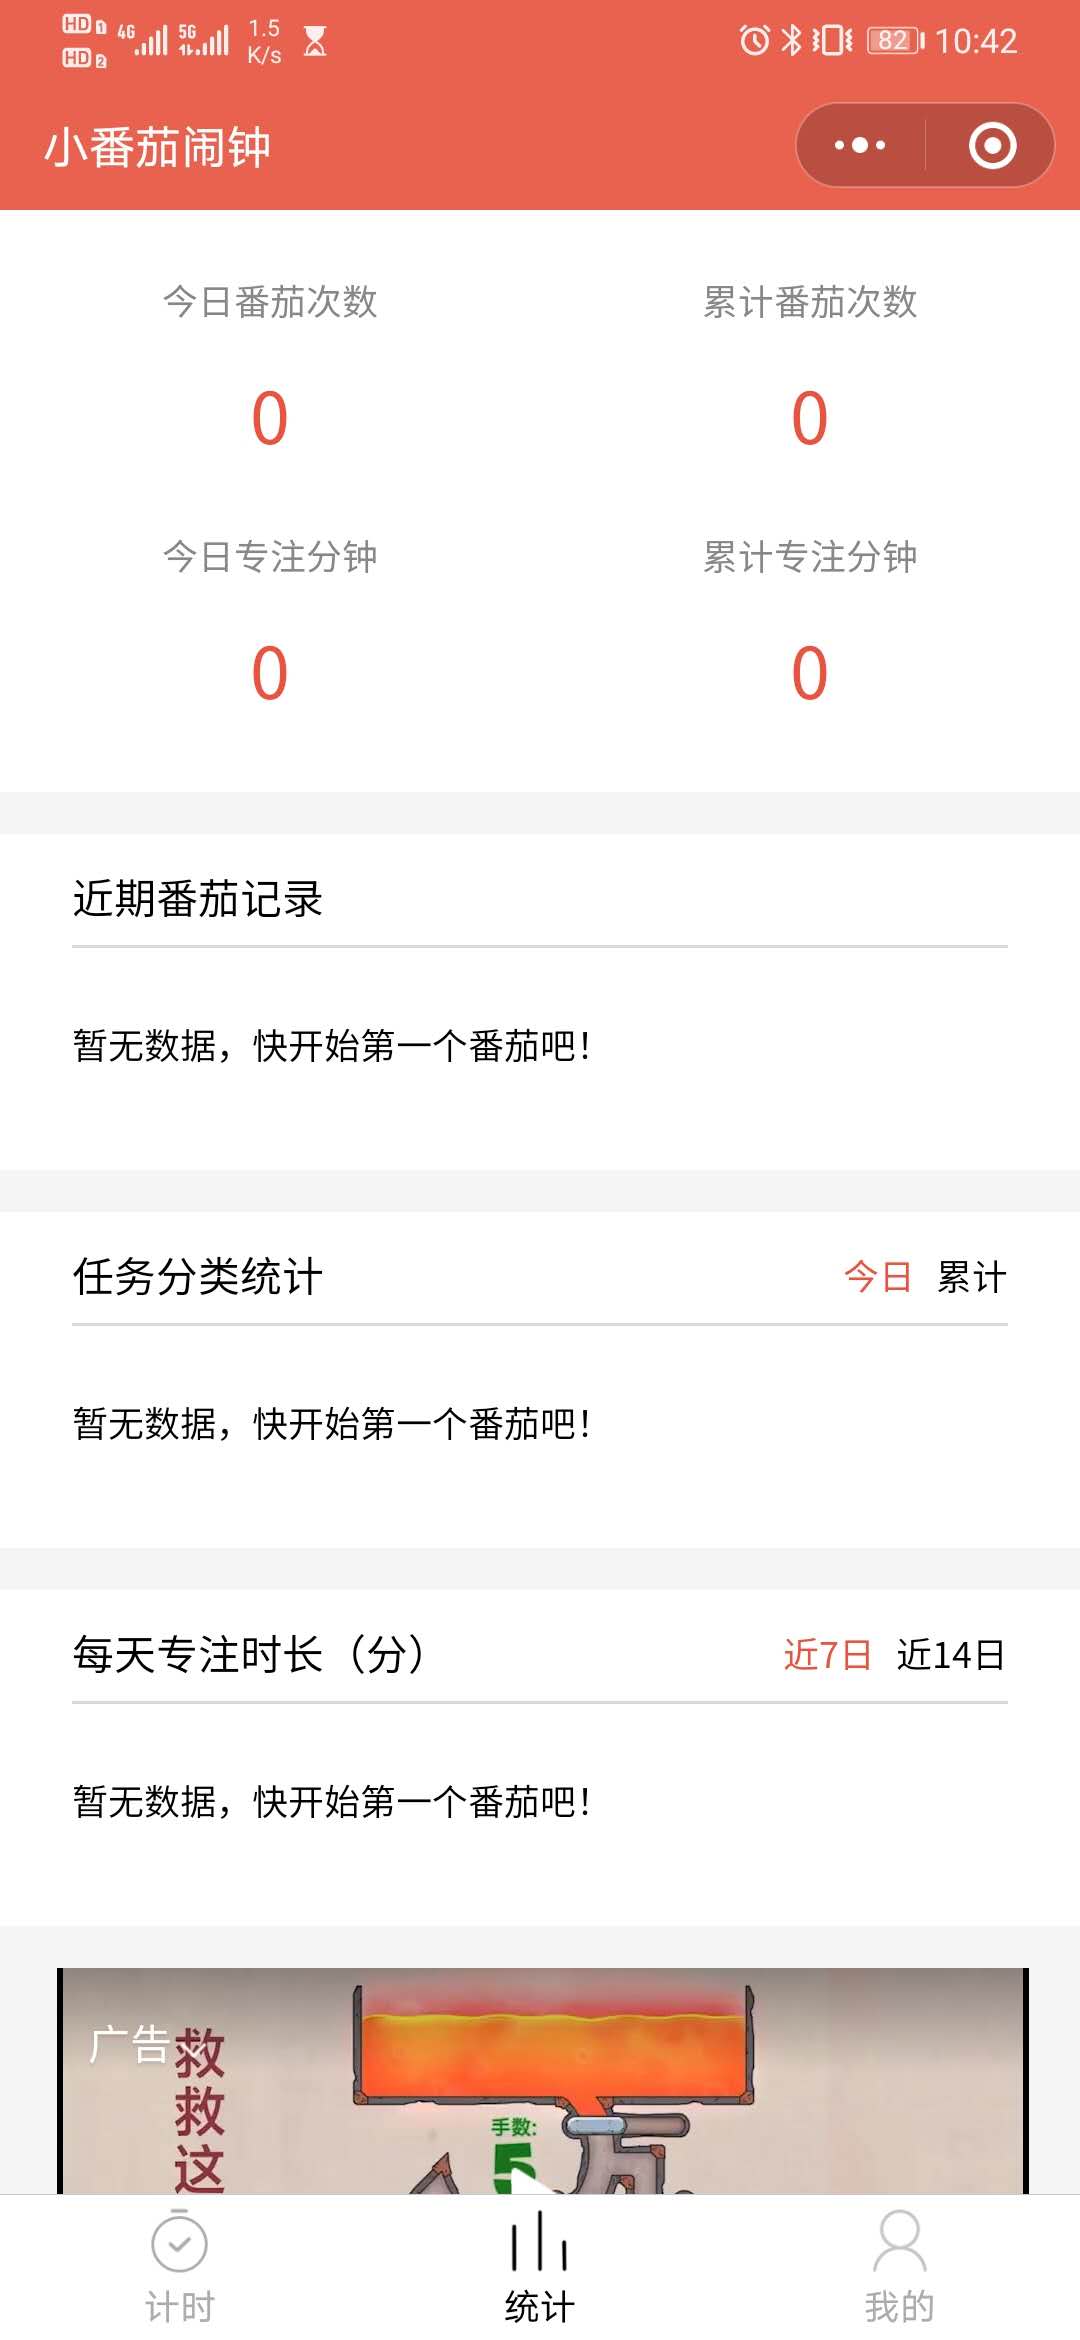 HD 1 4G 5G 1.5 82 10:42
HD 2 K/s
小番茄闹钟
今日番茄次数 累计番茄次数
0 0
今日专注分钟 累计专注分钟
0 0
近期番茄记录
暂无数据，快开始第一个番茄吧！
任务分类统计 今日 累计
暂无数据，快开始第一个番茄吧！
每天专注时长（分） 近7日 近14日
暂无数据，快开始第一个番茄吧！
广告
救
救
这
手数:
5
计时 统计 我的